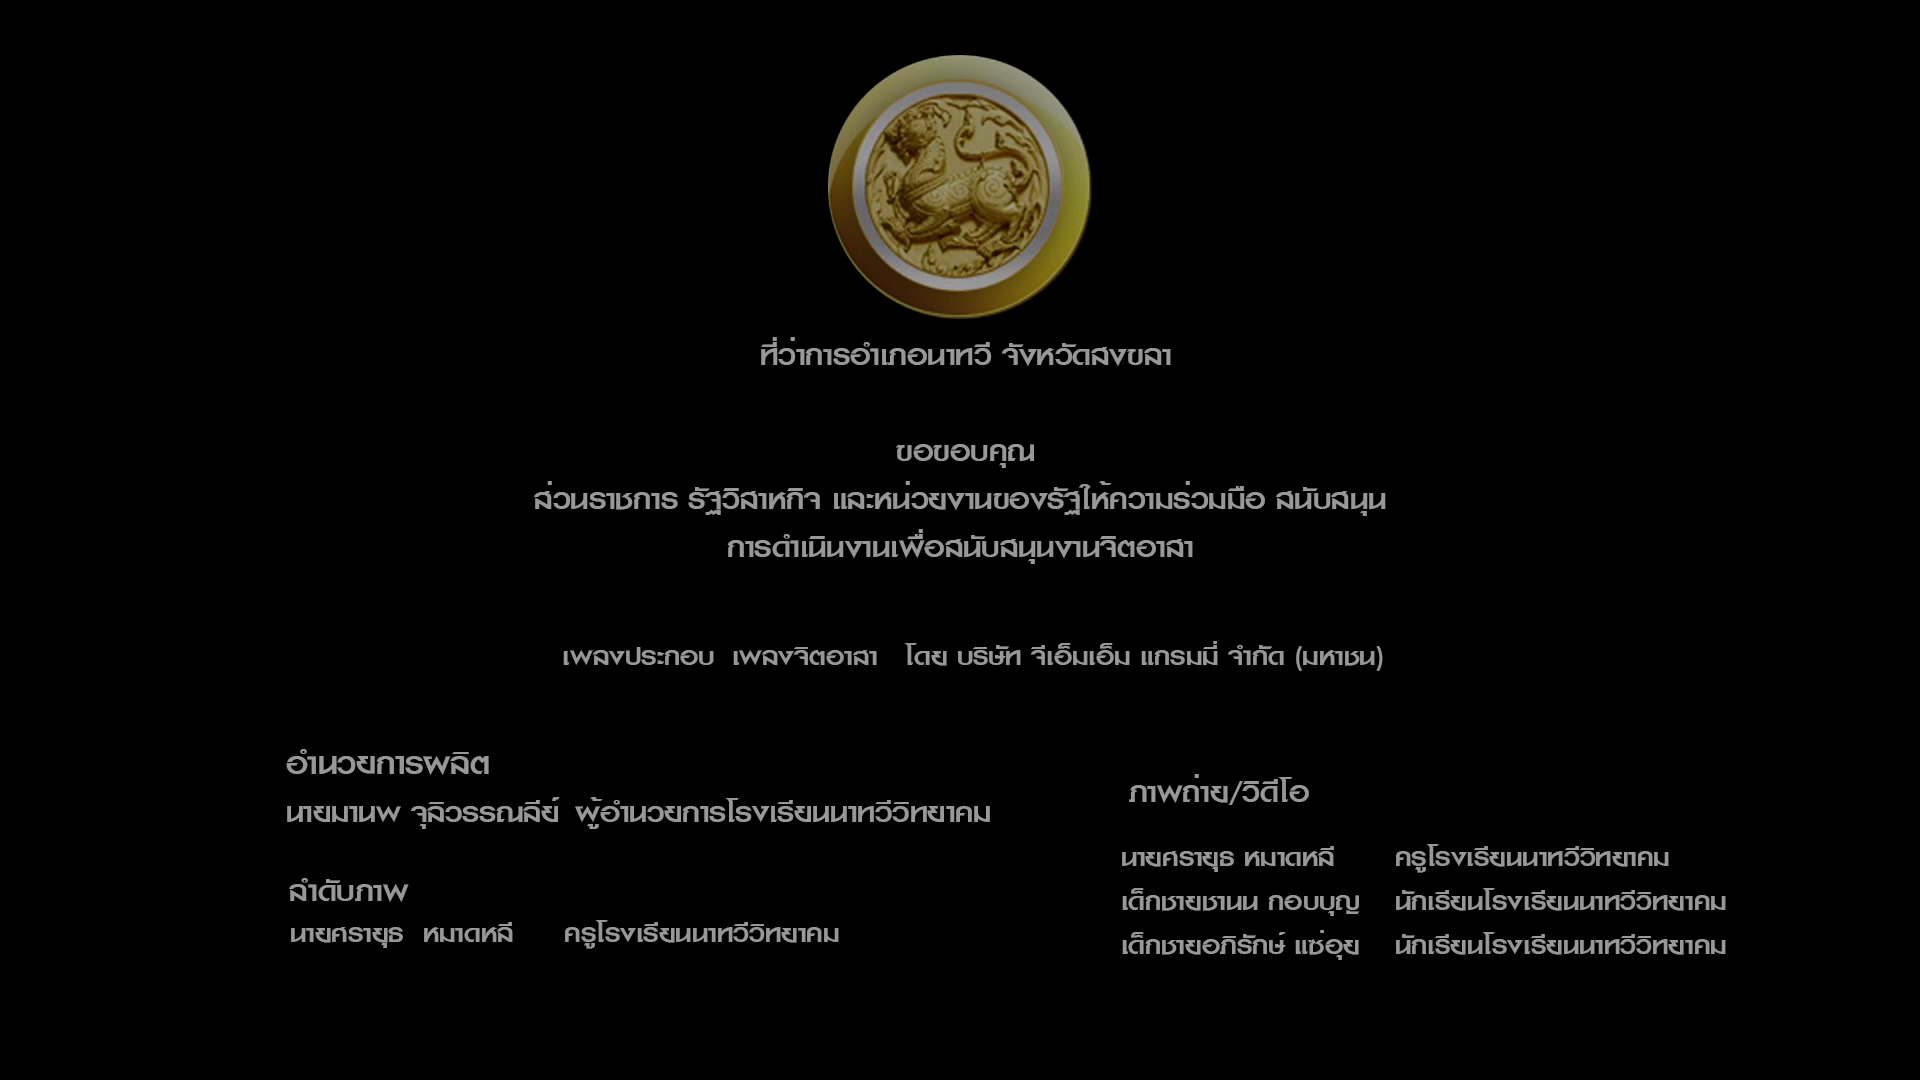 ที่ว่าการอำเภอนาทวี จังหวัดสงขลา
ขอขอบคุณ
ส่วนราชการ รัฐวิสาหกิจ และหน่วยงานของรัฐให้ความร่วมมือ สนับสนุน
การดำเนินงานเพื่อสนับสนุนงานจิตอาสา
เพลงประกอบ เพลงจิตอาสา โดย บริษัท จีเอ็มเอ็ม แกรมมี่ จำกัด (มหาชน)
อำนวยการผลิต
นายมานพ จุลิวรรณลีย์ ผู้อำนวยการโรงเรียนนาทวีวิทยาคม
ลำดับภาพ
นายศรายุธ หมาดหลี ครูโรงเรียนนาทวีวิทยาคม
ภาพถ่าย/วิดีโอ
นายศรายุธ หมาดหลี ครูโรงเรียนนาทวีวิทยาคม
เด็กชายชานน กอบบุญ นักเรียนโรงเรียนนาทวีวิทยาคม
เด็กชายอภิรักษ์ แซ่อุย นักเรียนโรงเรียนนาทวีวิทยาคม